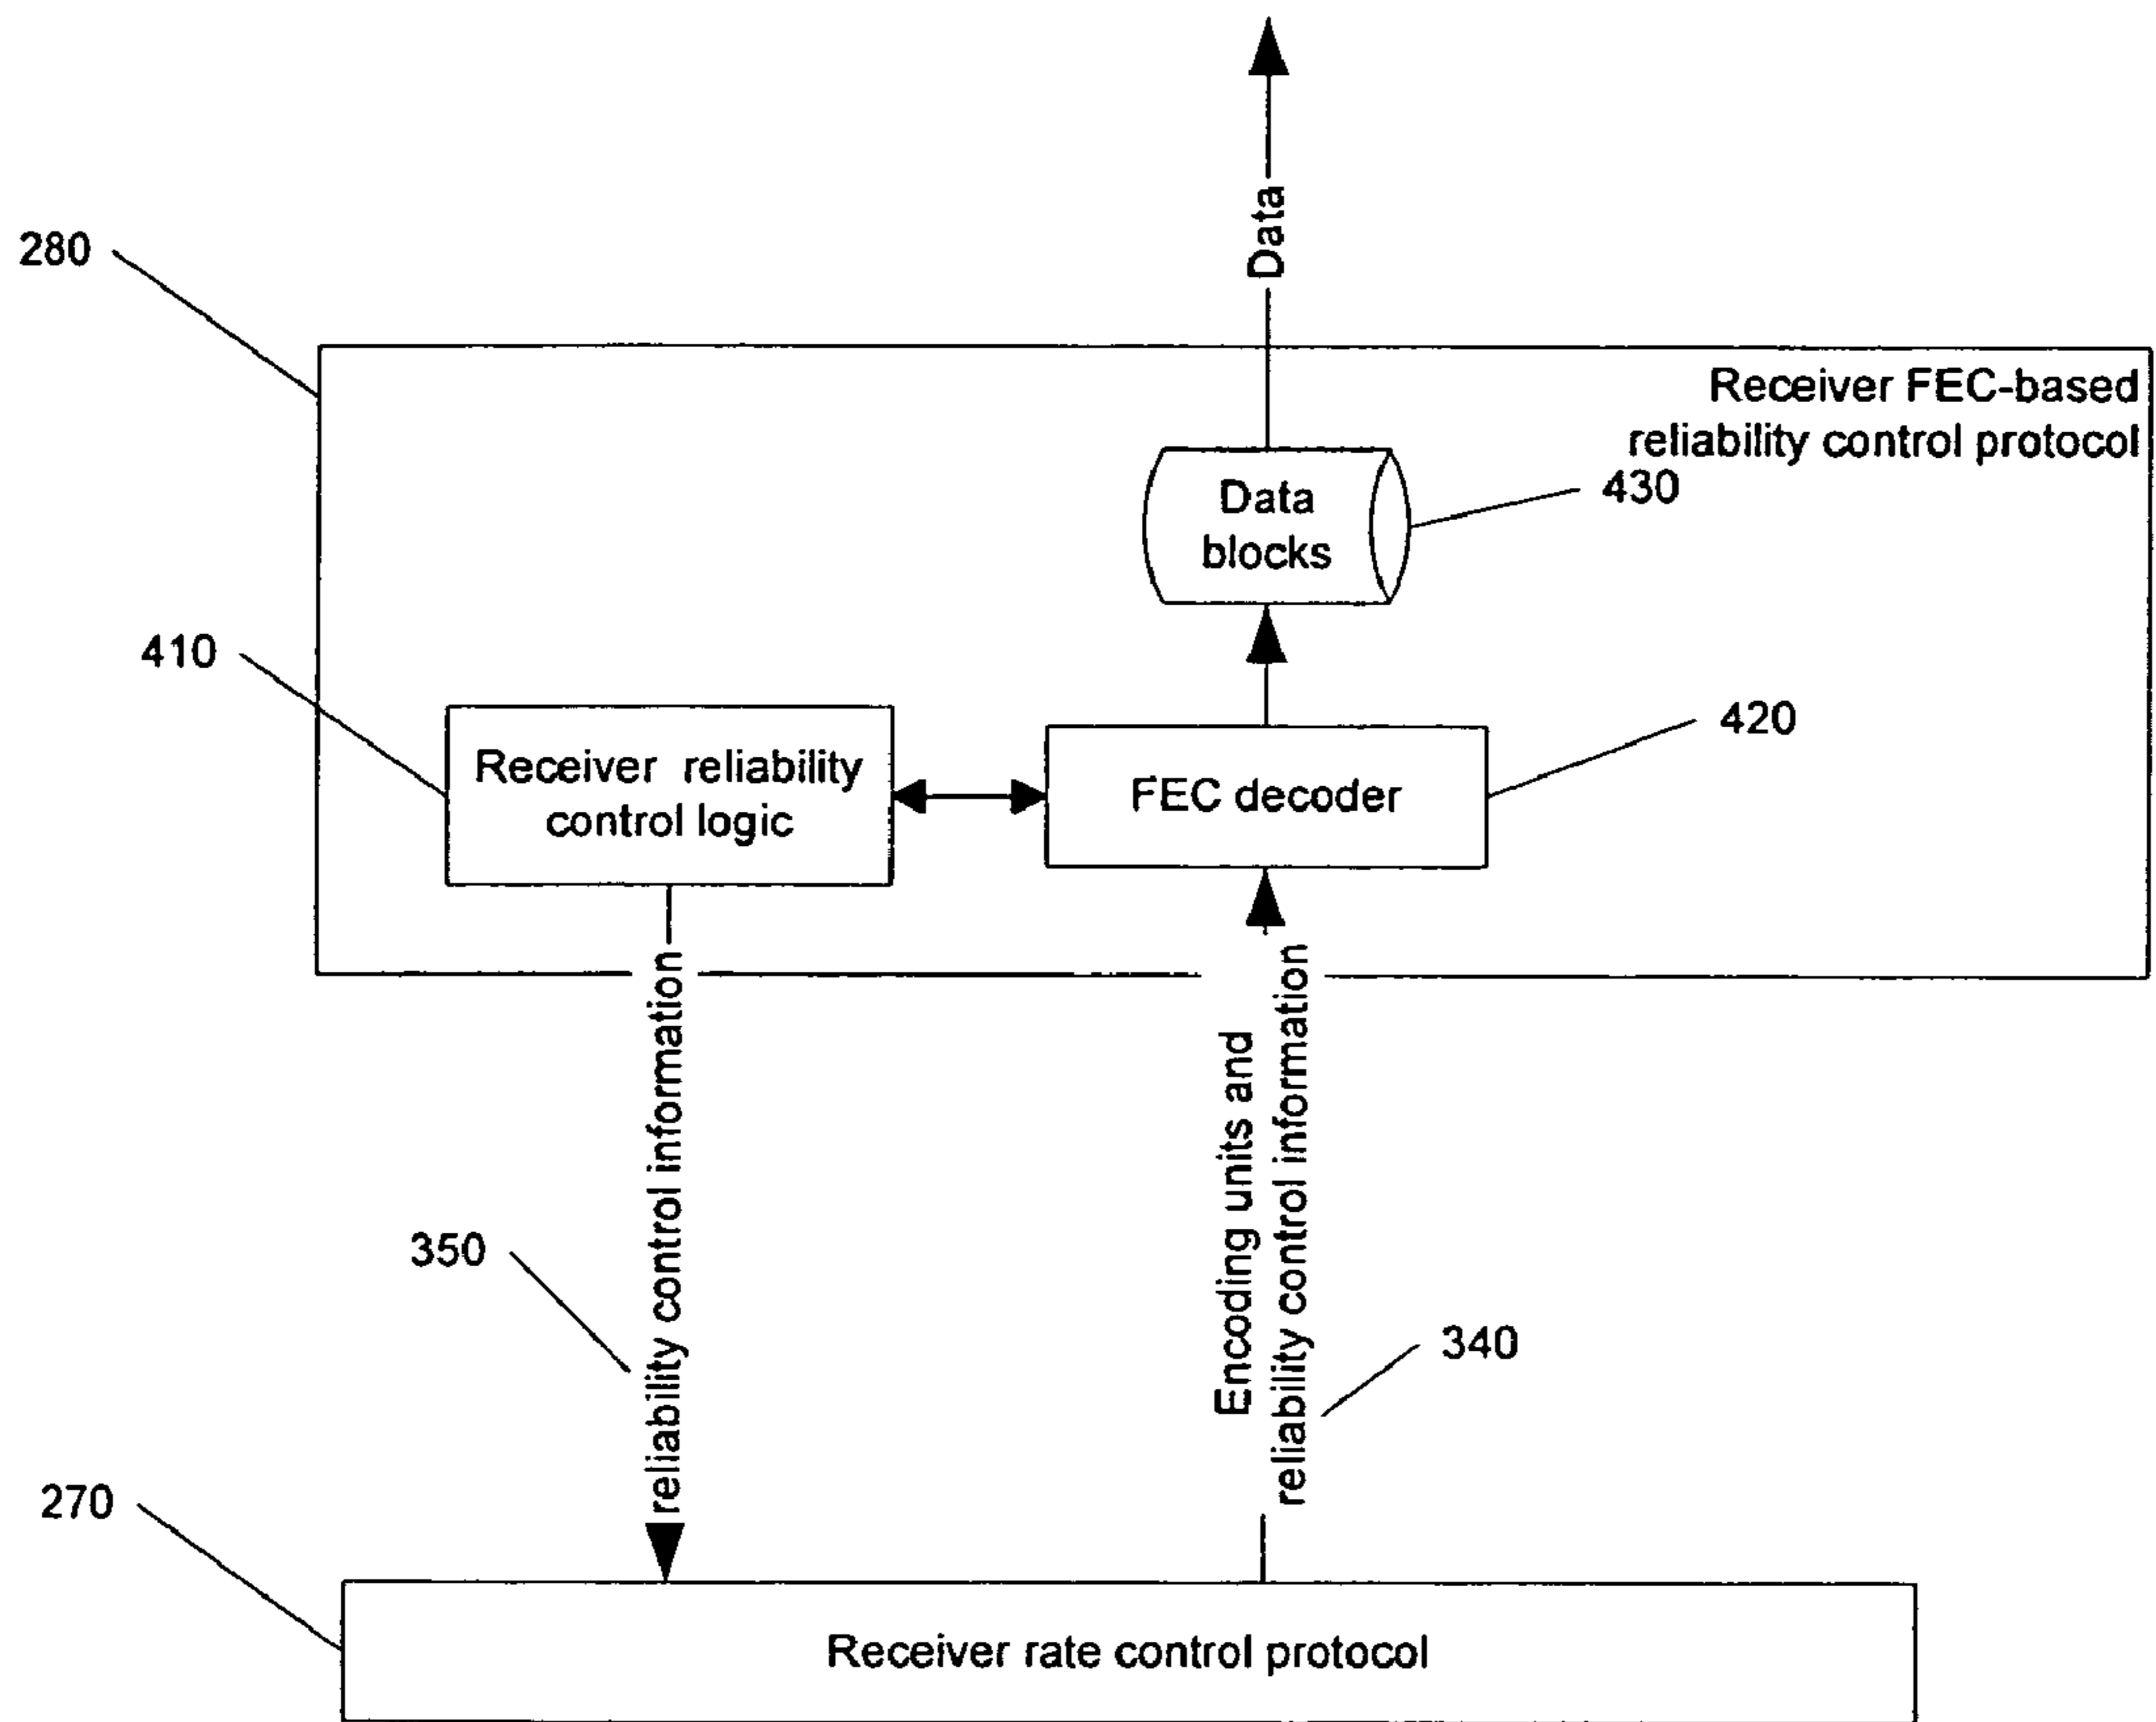 Data
280
Receiver FEC-based
reliability control protocol
Data
blocks
430
410
420
Receiver reliability
control logic
FEC decoder
reliability control information
Encoding units and
reliability control information
350
340
270
Receiver rate control protocol